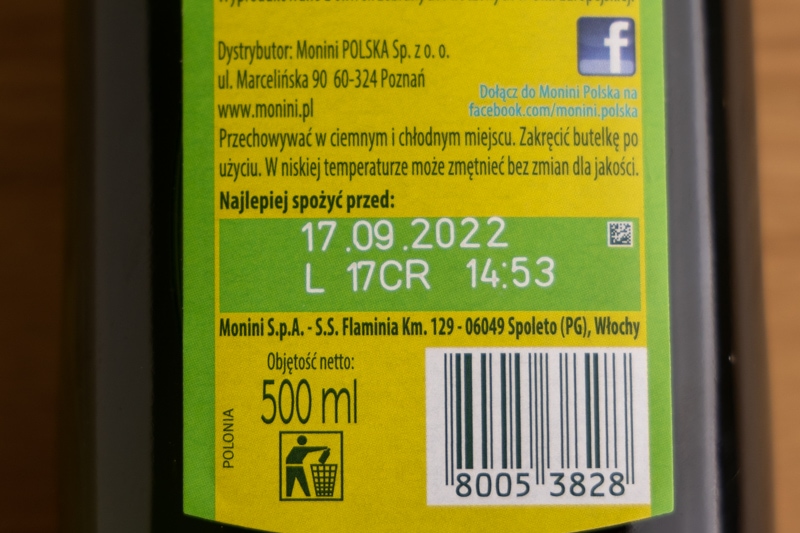 Dystrybutor: Monini POLSKA Sp. z o. o.
ul. Marcelińska 90 60-324 Poznań
www.monini.pl
f
Dołącz do Monini Polska na
facebook.com/monini.polska
Przechowywać w ciemnym i chłodnym miejscu. Zakręcić butelkę po
użyciu. W niskiej temperaturze może zmętnieć bez zmian dla jakości.
Najlepiej spożyć przed:
17.09.2022
L 17CR 14:53
Monini S.p.A. - S.S. Flaminia Km. 129 - 06049 Spoleto (PG), Włochy
Objętość netto:
500 ml
POLONIA
8005 3828